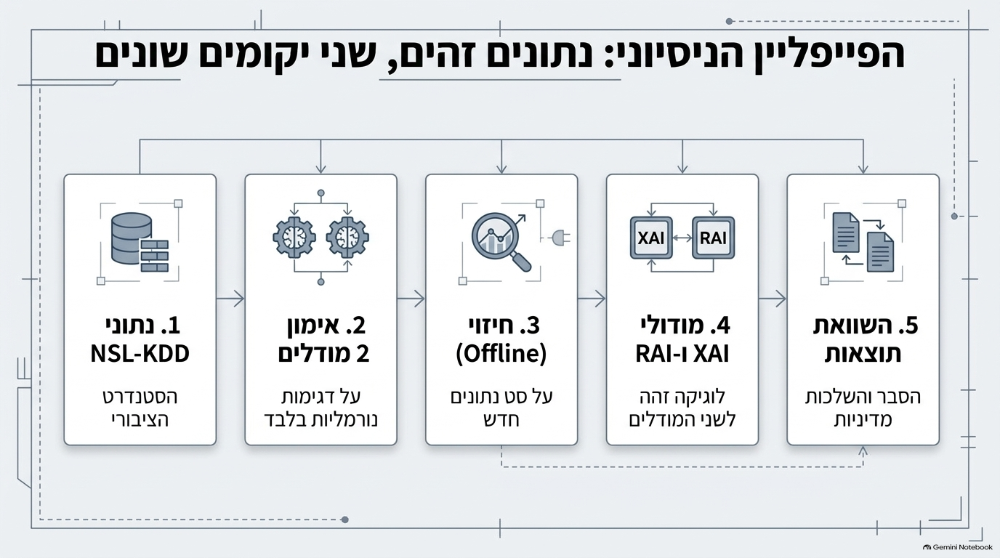 הפייפליין הניסיוני: נתונים זהים, שני יקומים שונים
1. נתוני
NSL-KDD
הסטנדרט
הציבורי
2. אימון
2 מודלים
על דגימות
נורמליות בלבד
3. חיזוי
(Offline)
על סט נתונים
חדש
XAI
RAI
4. מודולי
XAI ו-RAI
לוגיקה זהה
לשני המודלים
5. השוואת
תוצאות
הסבר והשלכות
מדיניות
Gemini Notebook